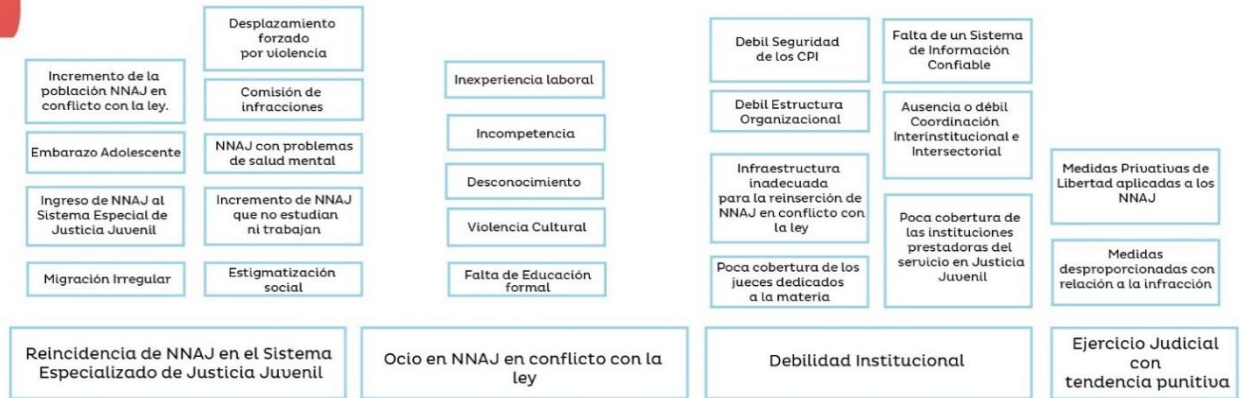 Incremento de la
población NNAJ en
conflicto con la ley.
Embarazo Adolescente
Ingreso de NNAJ al
Sistema Especial de
Justicia Juvenil
Migración Irregular
Desplazamiento
forzado
por violencia
Comisión de
infracciones
NNAJ con problemas
de salud mental
Incremento de NNAJ
que no estudian
ni trabajan
Estigmatización
social
Reincidencia de NNAJ en el Sistema
Especializado de Justicia Juvenil
Inexperiencia laboral
Incompetencia
Desconocimiento
Violencia Cultural
Falta de Educación
formal
Ocio en NNAJ en conflicto con la
ley
Debil Seguridad
de los CPI
Debil Estructura
Organizacional
Infraestructura
inadecuada
para la reinserción de
NNAJ en conflicto con
la ley
Poca cobertura de los
jueces dedicados
a la materia
Falta de un Sistema
de Información
Confiable
Ausencia o débil
Coordinación
Interinstitucional e
Intersectorial
Poca cobertura de
las instituciones
prestadoras del
servicio en Justicia
Juvenil
Debilidad Institucional
Medidas Privativas de
Libertad aplicadas a los
NNAJ
Medidas
desproporcionadas con
relación a la infracción
Ejercicio Judicial
con
tendencia punitiva